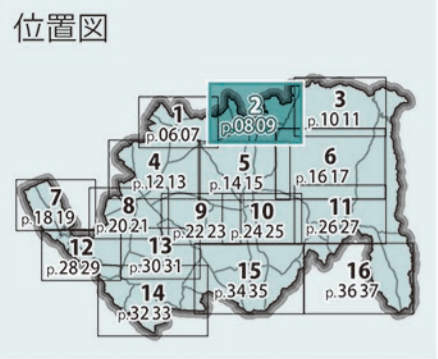 位置図
1
p.06 07
2
p.08 09
3
p.10 11
4
p.12 13
5
p.14 15
6
p.16 17
7
p.18 19
8
p.20 21
9
p.22 23
10
p.24 25
11
p.26 27
12
p.28 29
13
p.30 31
14
p.32 33
15
p.34 35
16
p.36 37